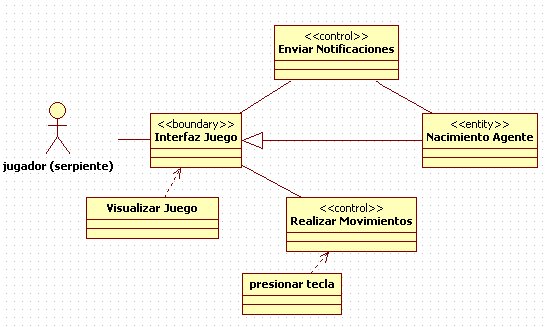 <<control>>
Enviar Notificaciones
<<boundary>>
Interfaz Juego
<<entity>>
Nacimiento Agente
jugador (serpiente)
Visualizar Juego
<<control>>
Realizar Movimientos
presionar tecla